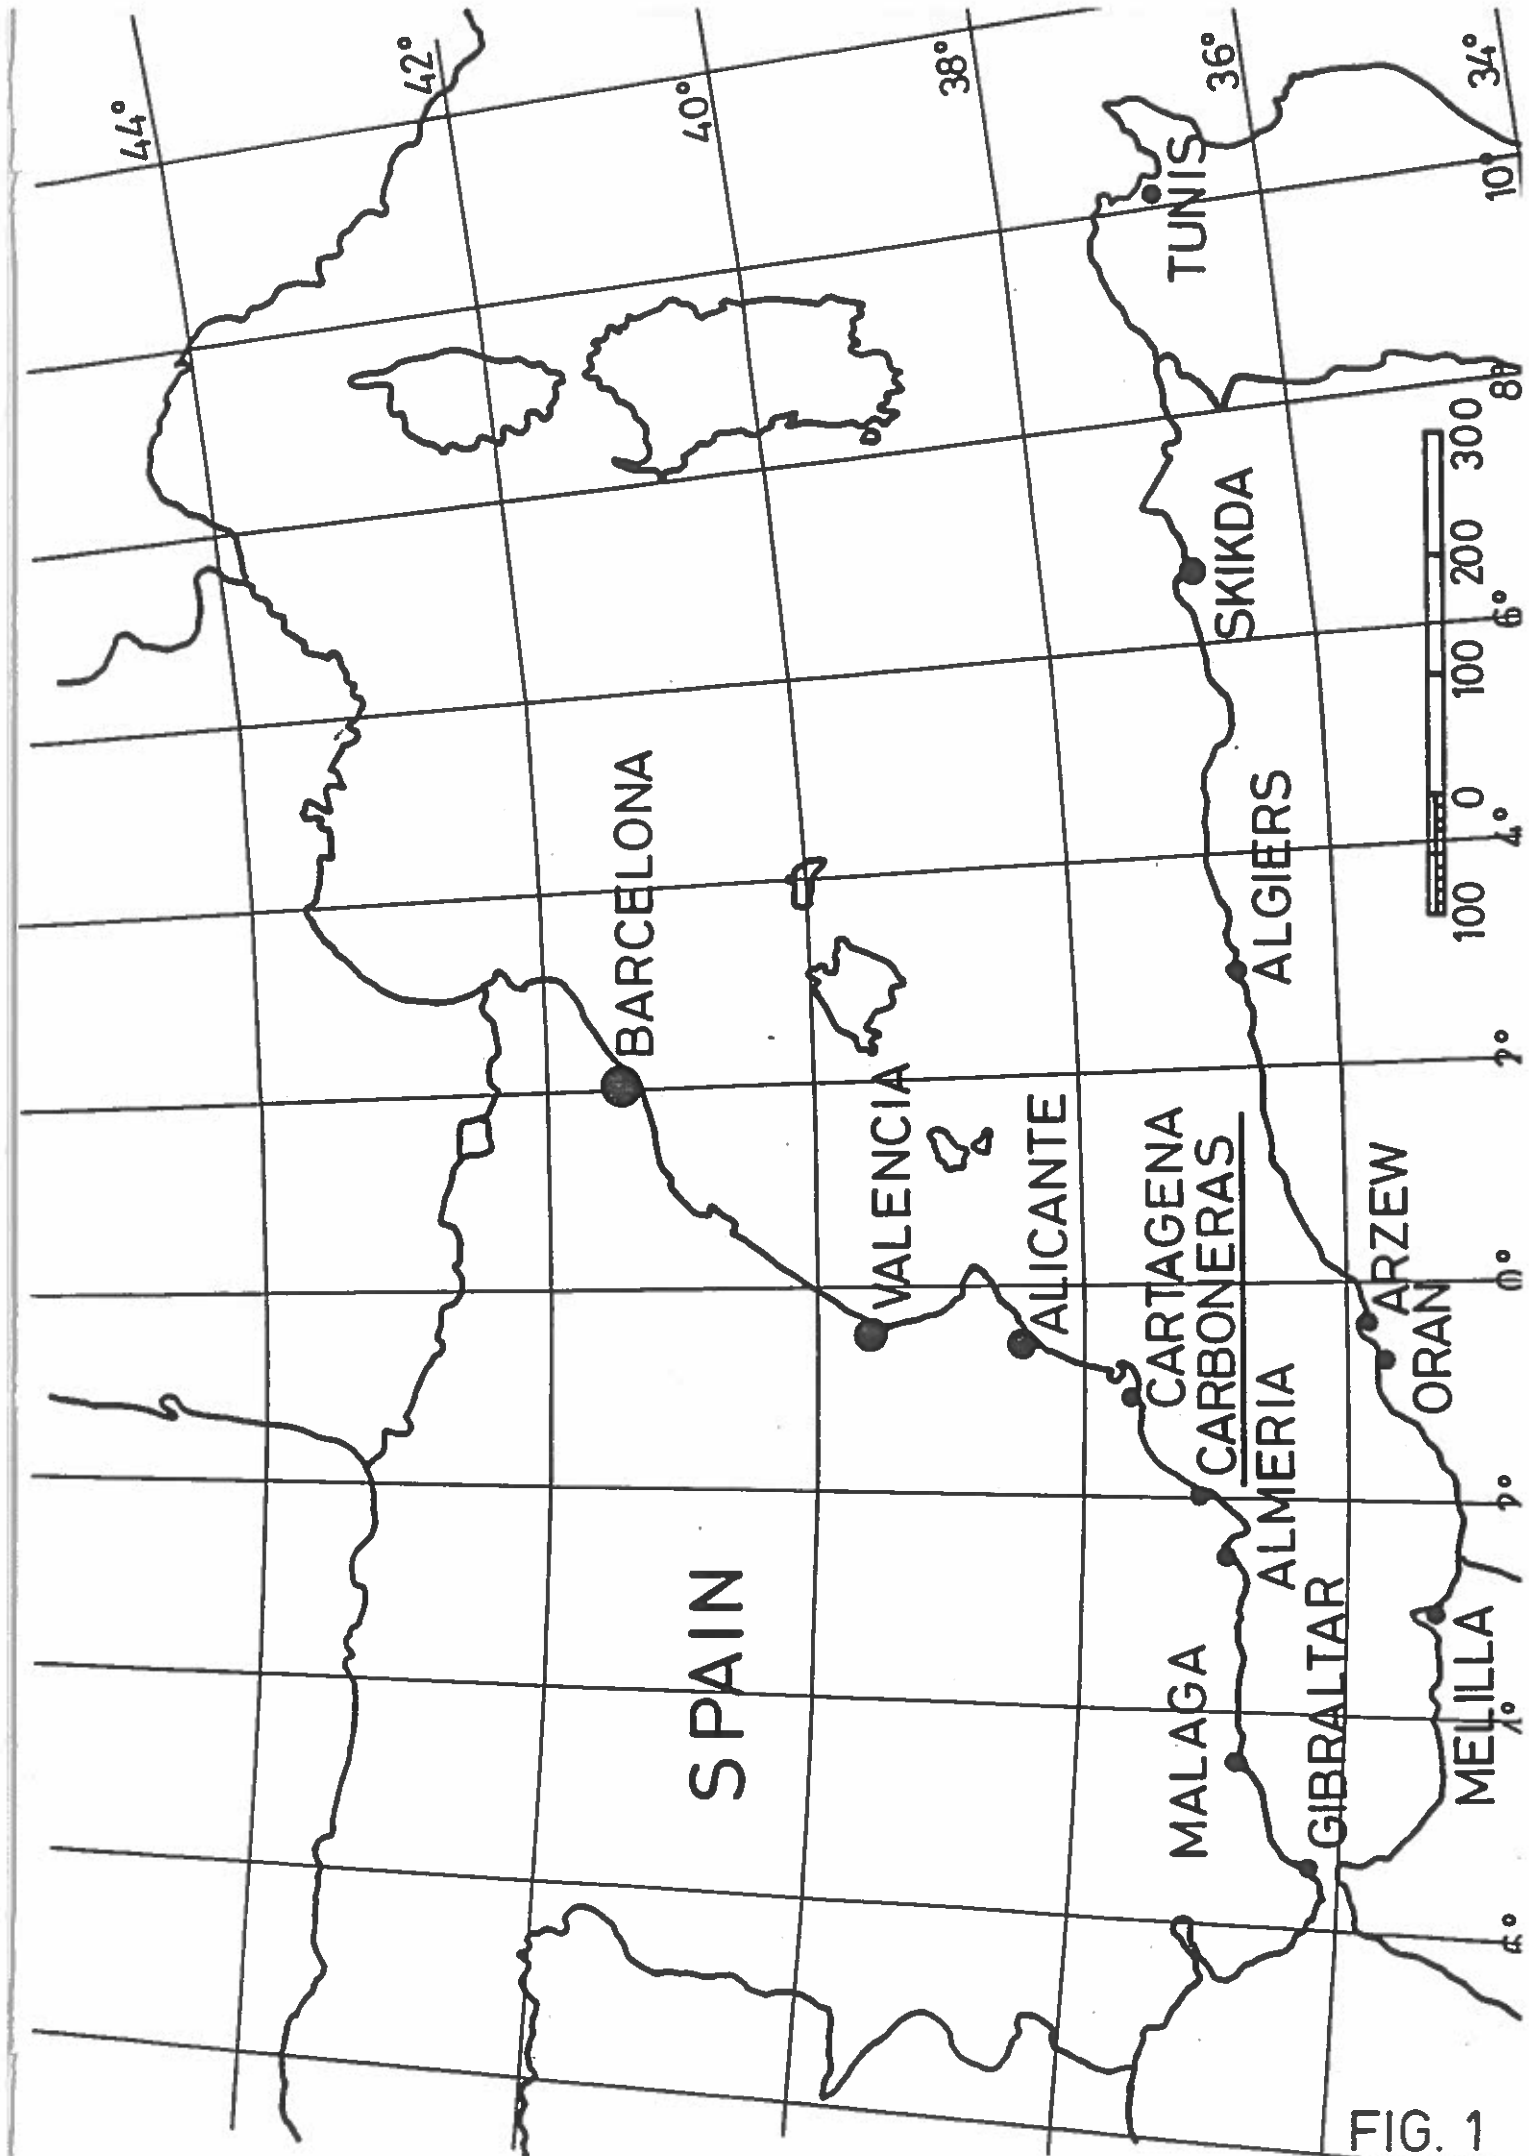 44°
42°
40°
38°
36°
34°
BARCELONA
VALENCIA
ALICANTE
CARTAGENA
CARBONERAS
ALMERIA
MALAGA
GIBRALTAR
MELILLA
ORAN
ARZEW
ALGIERS
SKIKDA
TUNIS
SPAIN
100 0 100 200 300
2° 0° 2° 4° 6° 8° 10
FIG. 1